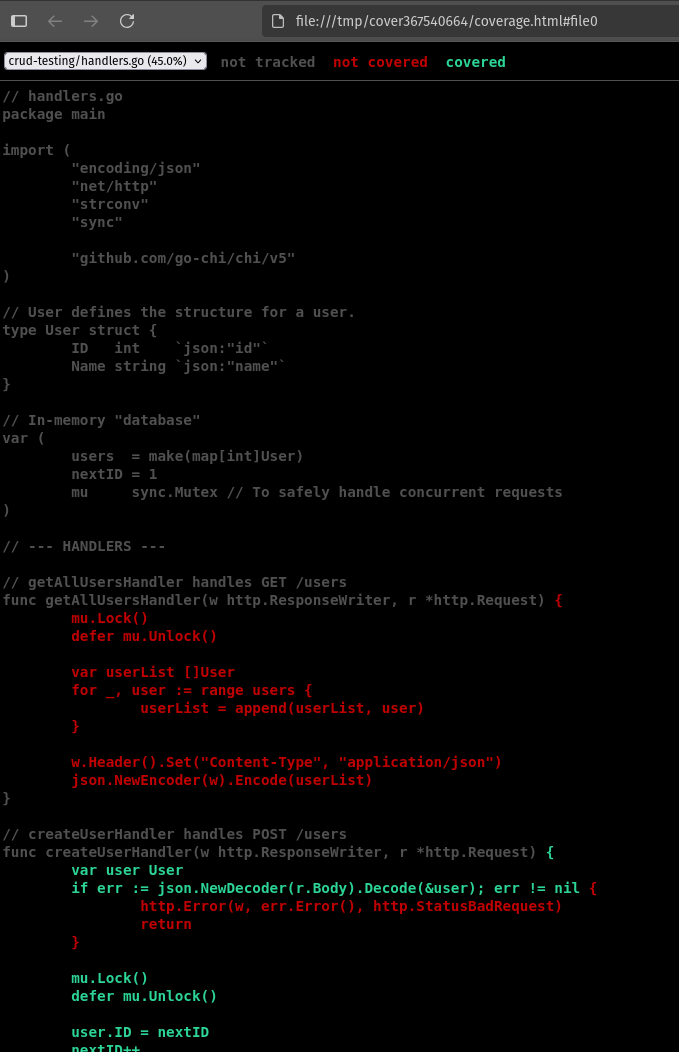 file:///tmp/cover367540664/coverage.html#file0
crud-testing/handlers.go (45.0%) not tracked not covered covered
// handlers.go
package main
import (
"encoding/json"
"net/http"
"strconv"
"sync"
"github.com/go-chi/chi/v5"
)
// User defines the structure for a user.
type User struct {
ID   int    `json:"id"`
Name string `json:"name"`
}
// In-memory "database"
var (
users  = make(map[int]User)
nextID = 1
mu     sync.Mutex // To safely handle concurrent requests
)
// --- HANDLERS ---
// getAllUsersHandler handles GET /users
func getAllUsersHandler(w http.ResponseWriter, r *http.Request) {
mu.Lock()
defer mu.Unlock()
var userList []User
for _, user := range users {
userList = append(userList, user)
}
w.Header().Set("Content-Type", "application/json")
json.NewEncoder(w).Encode(userList)
}
// createUserHandler handles POST /users
func createUserHandler(w http.ResponseWriter, r *http.Request) {
var user User
if err := json.NewDecoder(r.Body).Decode(&user); err != nil {
http.Error(w, err.Error(), http.StatusBadRequest)
return
}
mu.Lock()
defer mu.Unlock()
user.ID = nextID
nextID++